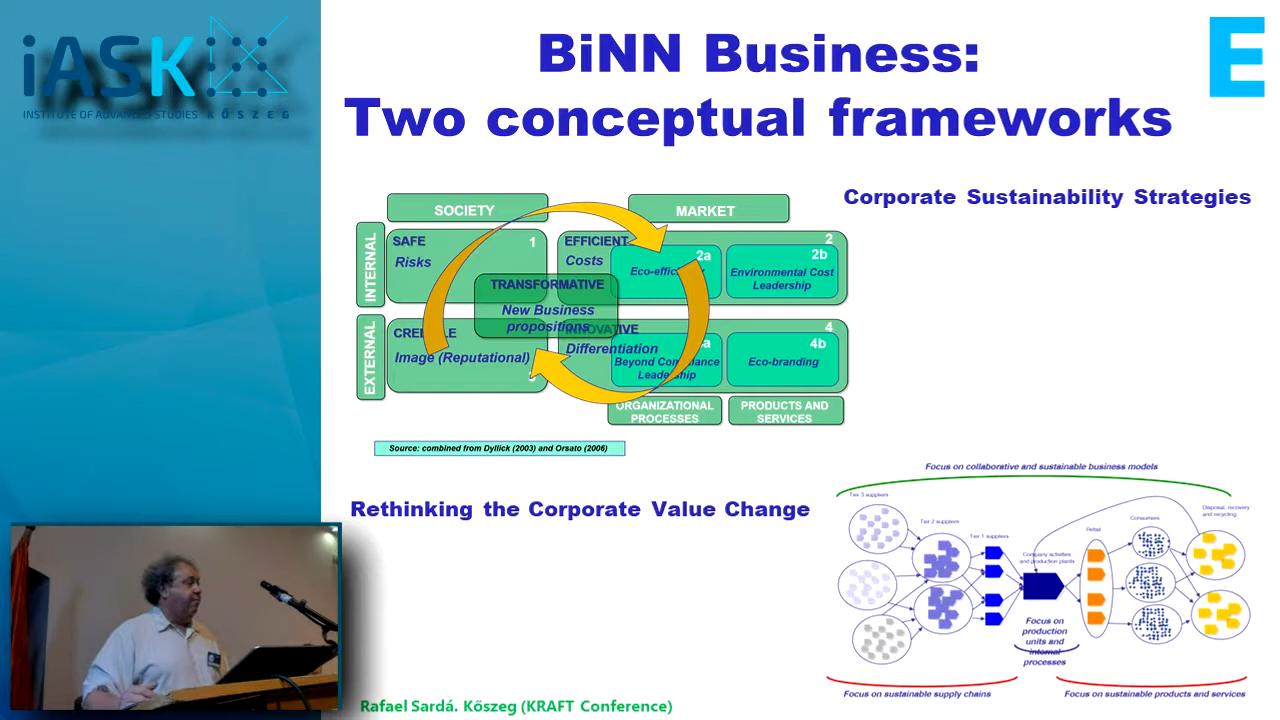 iASK
INSTITUTE OF ADVANCED STUDIES KŐSZEG
E
BiNN Business:
Two conceptual frameworks
Corporate Sustainability Strategies
SOCIETY
MARKET
INTERNAL
EXTERNAL
SAFE
1
Risks
EFFICIENT
2
Costs
2a
Eco-effic
2b
Environmental Cost
Leadership
TRANSFORMATIVE
New Business
propositions
Image (Reputational)
INNOVATIVE
4
Differentiation
Beyond
4b
Eco-branding
ORGANIZATIONAL
PROCESSES
PRODUCTS AND
SERVICES
Source: combined from Dyllick (2003) and Orsato (2006)
Rethinking the Corporate Value Change
Focus on collaborative and sustainable business models
Tier 3 suppliers
Tier 2 suppliers
Tier 1 suppliers
Company activities
and production plants
Retail
Consumers
Disposal, recovery
and recycling
Focus on
production
units and
internal
processes
Focus on sustainable supply chains
Focus on sustainable products and services
Rafael Sardá. Kőszeg (KRAFT Conference)